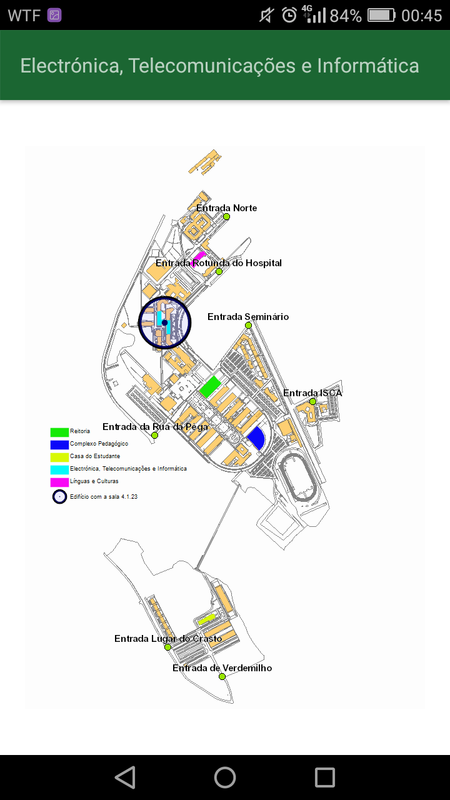 WTF 4G 84% 00:45
Electrónica, Telecomunicações e Informática
Entrada Norte
Entrada Rotunda do Hospital
Entrada Seminário
Entrada ISCA
Entrada da Rua da Pega
Reitoria
Complexo Pedagógico
Casa do Estudante
Electrónica, Telecomunicações e Informática
Línguas e Culturas
Edifício com a sala 4.1.23
Entrada Lugar do Crasto
Entrada de Verdemilho